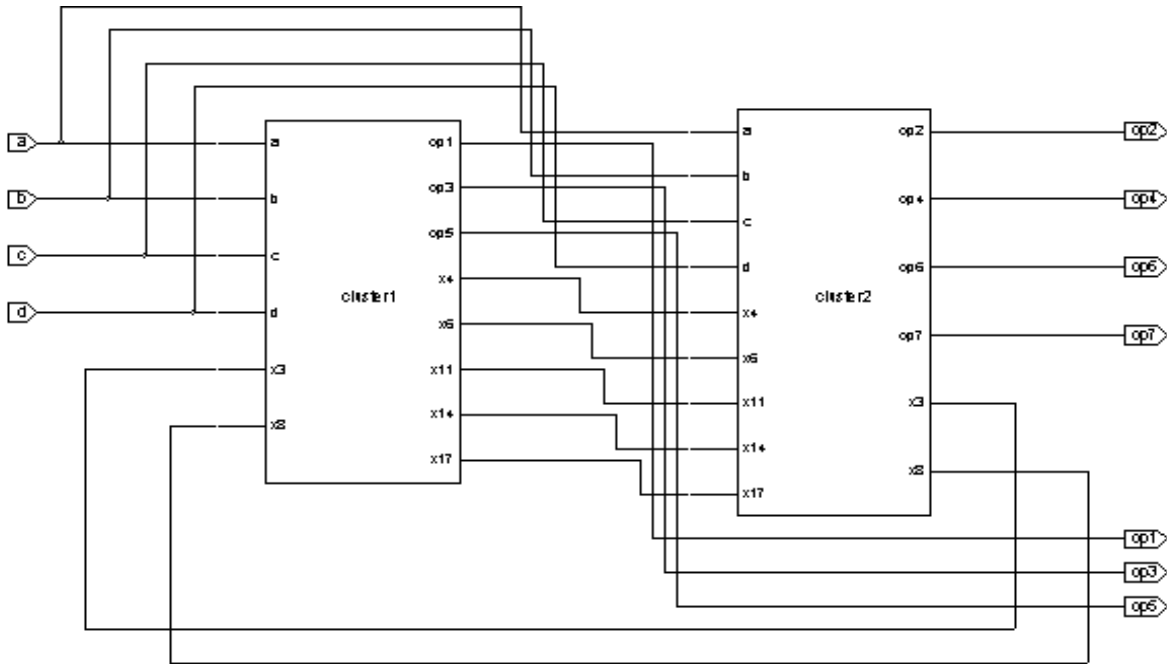 a
b
c
d
a
b
c
d
x3
x8
cluster1
op1
op3
op5
x4
x6
x11
x14
x17
a
b
c
d
x4
x6
x11
x14
x17
cluster2
op2
op4
op6
op7
x3
x8
op2
op4
op6
op7
op1
op3
op5